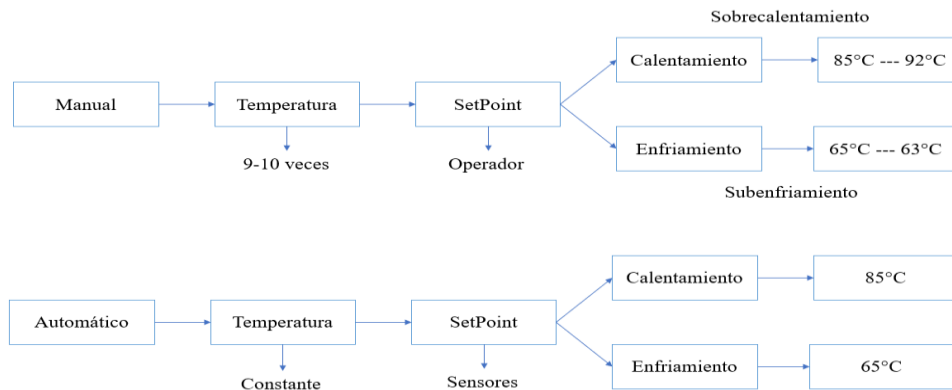 Sobrecalentamiento
Manual
Temperatura
SetPoint
Calentamiento
85°C --- 92°C
9-10 veces
Operador
Enfriamiento
65°C --- 63°C
Subenfriamiento
Automático
Temperatura
SetPoint
Calentamiento
85°C
Constante
Sensores
Enfriamiento
65°C